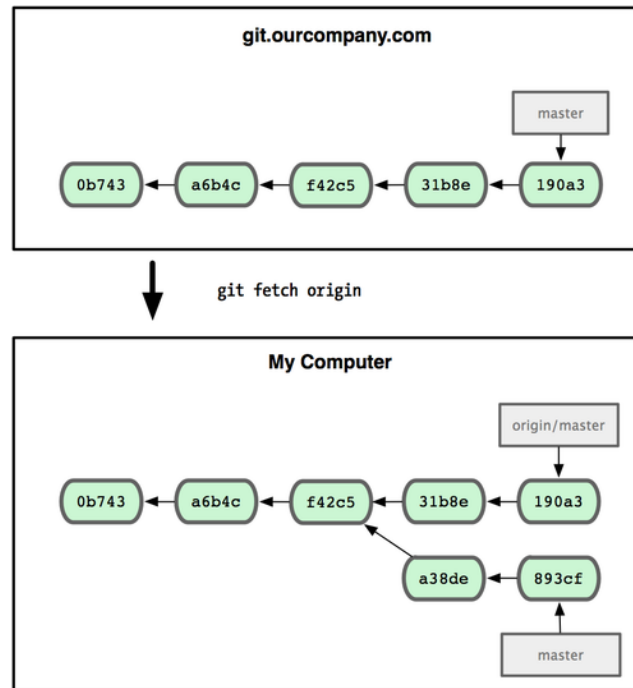 git.ourcompany.com
master
0b743 a6b4c f42c5 31b8e 190a3
git fetch origin
My Computer
origin/master
0b743 a6b4c f42c5 31b8e 190a3
a38de 893cf
master